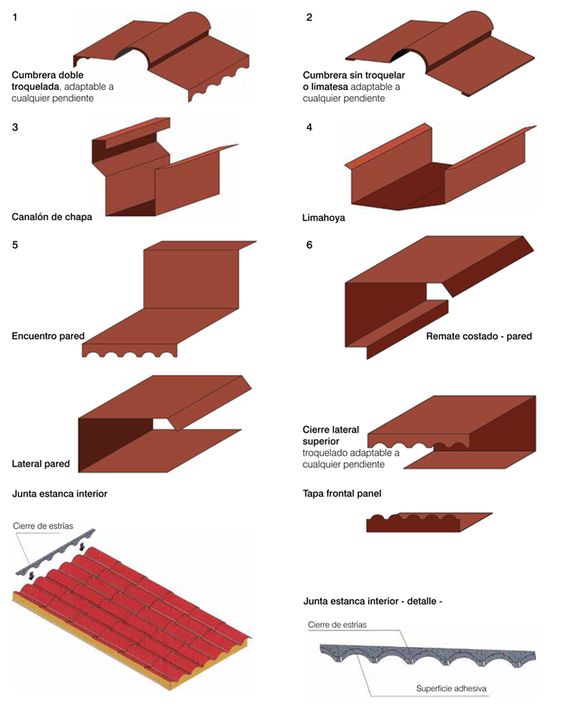 1
Cumbrera doble
troquelada, adaptable a
cualquier pendiente
2
Cumbrera sin troquelar
o limatesa adaptable a
cualquier pendiente
3
Canalón de chapa
4
Limahoya
5
Encuentro pared
6
Remate costado - pared
Lateral pared
Cierre lateral
superior
troquelado adaptable a
cualquier pendiente
Junta estanca interior
Cierre de estrías
Tapa frontal panel
Junta estanca interior - detalle -
Cierre de estrías
Superficie adhesiva